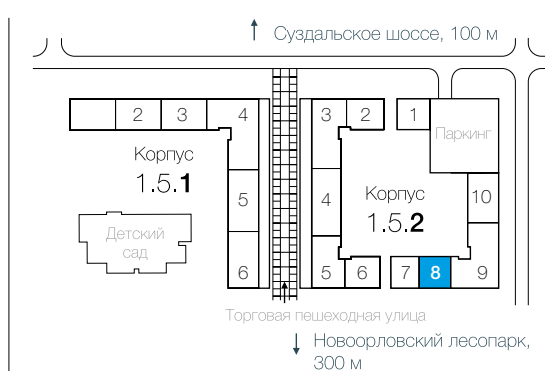 Суздальское шоссе, 100 м
2 3 4 3 2 1
Паркинг
Корпус
1.5.1
5 4
Корпус
1.5.2
10
Детский
сад
6 5 6 7 8 9
Торговая пешеходная улица
Новоорловский лесопарк,
300 м